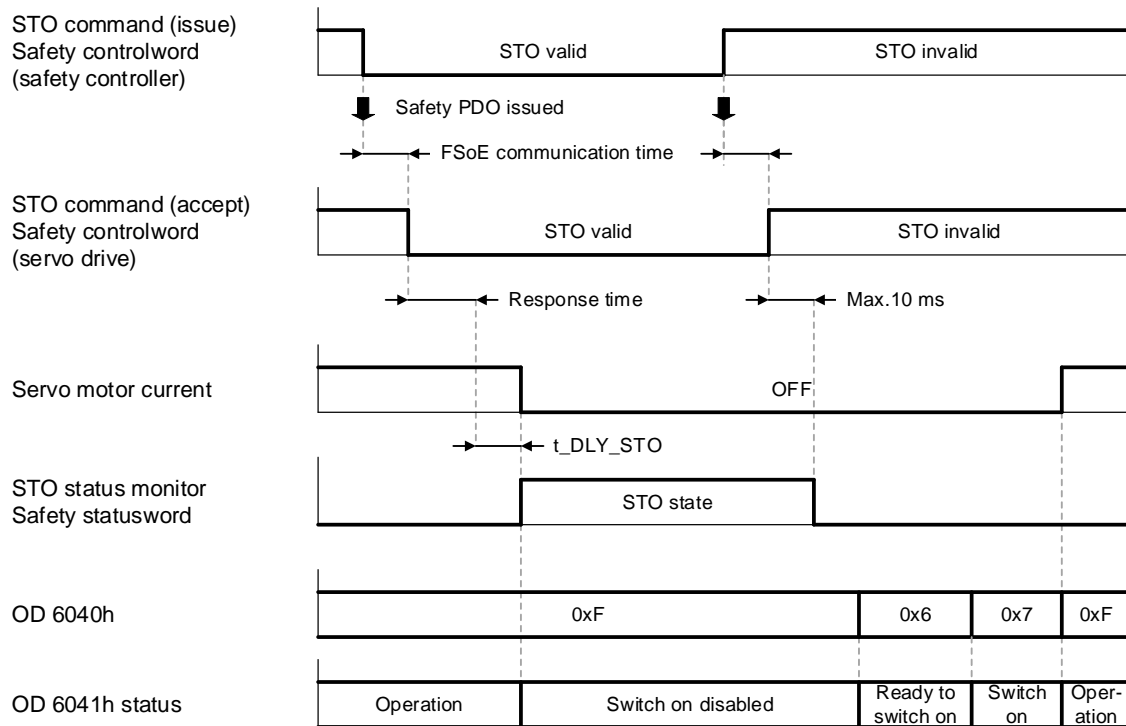 STO command (issue)
Safety controlword
(safety controller)
STO valid
STO invalid
Safety PDO issued
FSoE communication time
STO command (accept)
Safety controlword
(servo drive)
STO valid
STO invalid
Response time
Max.10 ms
Servo motor current
OFF
t_DLY_STO
STO status monitor
Safety statusword
STO state
OD 6040h
0xF
0x6
0x7
0xF
OD 6041h status
Operation
Switch on disabled
Ready to
switch on
Switch
on
Oper-
ation